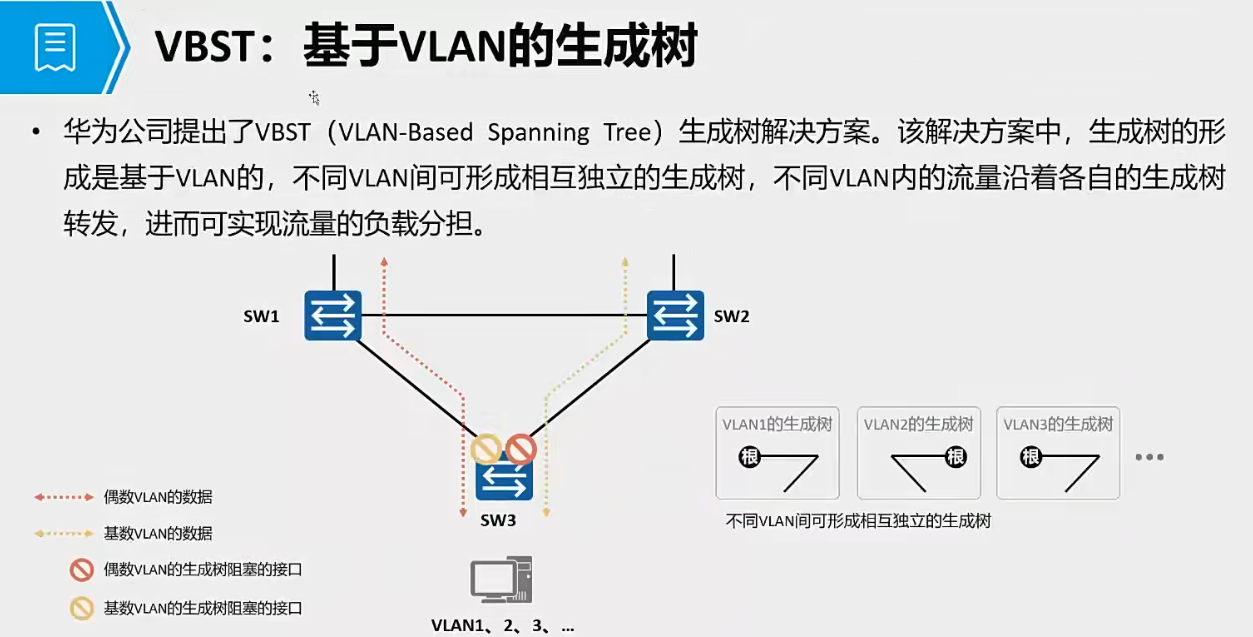 VBST：基于VLAN的生成树
• 华为公司提出了VBST（VLAN-Based Spanning Tree）生成树解决方案。该解决方案中，生成树的形
成是基于VLAN的，不同VLAN间可形成相互独立的生成树，不同VLAN内的流量沿着各自的生成树
转发，进而可实现流量的负载分担。
SW1
SW2
VLAN1的生成树
VLAN2的生成树
VLAN3的生成树
根
根
根
不同VLAN间可形成相互独立的生成树
偶数VLAN的数据
基数VLAN的数据
偶数VLAN的生成树阻塞的接口
基数VLAN的生成树阻塞的接口
SW3
VLAN1、2、3、...